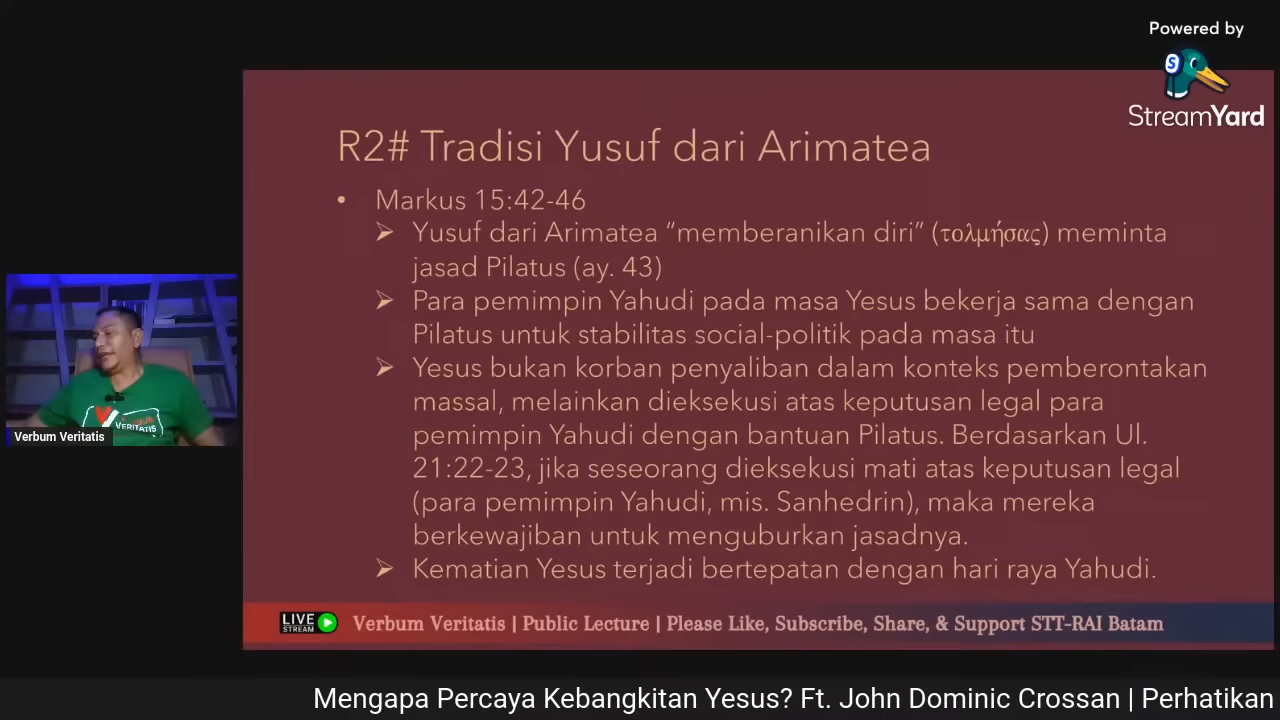 Powered by
StreamYard
R2# Tradisi Yusuf dari Arimatea
• Markus 15:42-46
➢ Yusuf dari Arimatea “memberanikan diri” (τολμήσας) meminta
jasad Pilatus (ay. 43)
➢ Para pemimpin Yahudi pada masa Yesus bekerja sama dengan
Pilatus untuk stabilitas social-politik pada masa itu
➢ Yesus bukan korban penyaliban dalam konteks pemberontakan
massal, melainkan dieksekusi atas keputusan legal para
pemimpin Yahudi dengan bantuan Pilatus. Berdasarkan Ul.
21:22-23, jika seseorang dieksekusi mati atas keputusan legal
(para pemimpin Yahudi, mis. Sanhedrin), maka mereka
berkewajiban untuk menguburkan jasadnya.
➢ Kematian Yesus terjadi bertepatan dengan hari raya Yahudi.
VERITATIS
Verbum Veritatis
LIVE
STREAM
Verbum Veritatis | Public Lecture | Please Like, Subscribe, Share, & Support STT-RAI Batam
Mengapa Percaya Kebangkitan Yesus? Ft. John Dominic Crossan | Perhatikan